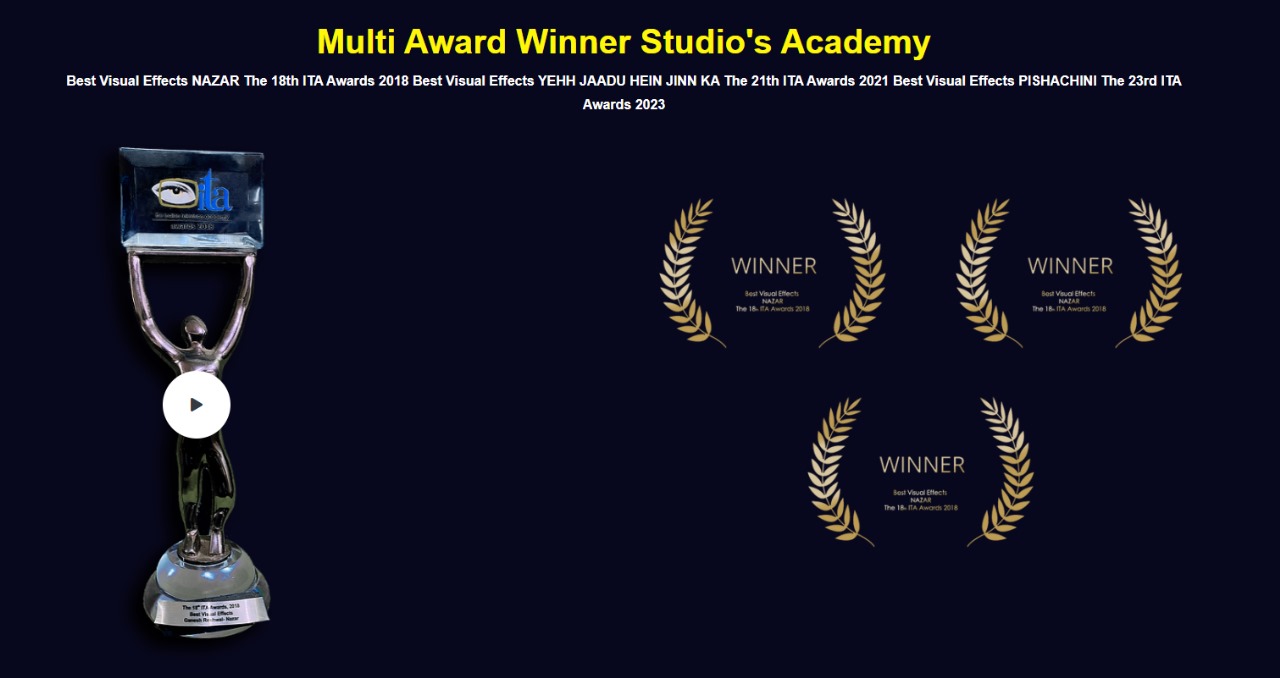 Multi Award Winner Studio's Academy
Best Visual Effects NAZAR The 18th ITA Awards 2018 Best Visual Effects YEHH JAADU HEIN JINN KA The 21th ITA Awards 2021 Best Visual Effects PISHACHINI The 23rd ITA
Awards 2023
ita
awards 2018
WINNER
Best Visual Effects
NAZAR
The 18th ITA Awards 2018
WINNER
Best Visual Effects
NAZAR
The 18th ITA Awards 2018
WINNER
Best Visual Effects
NAZAR
The 18th ITA Awards 2018
The 18th ITA Awards, 2018
Best Visual Effects
Nazar